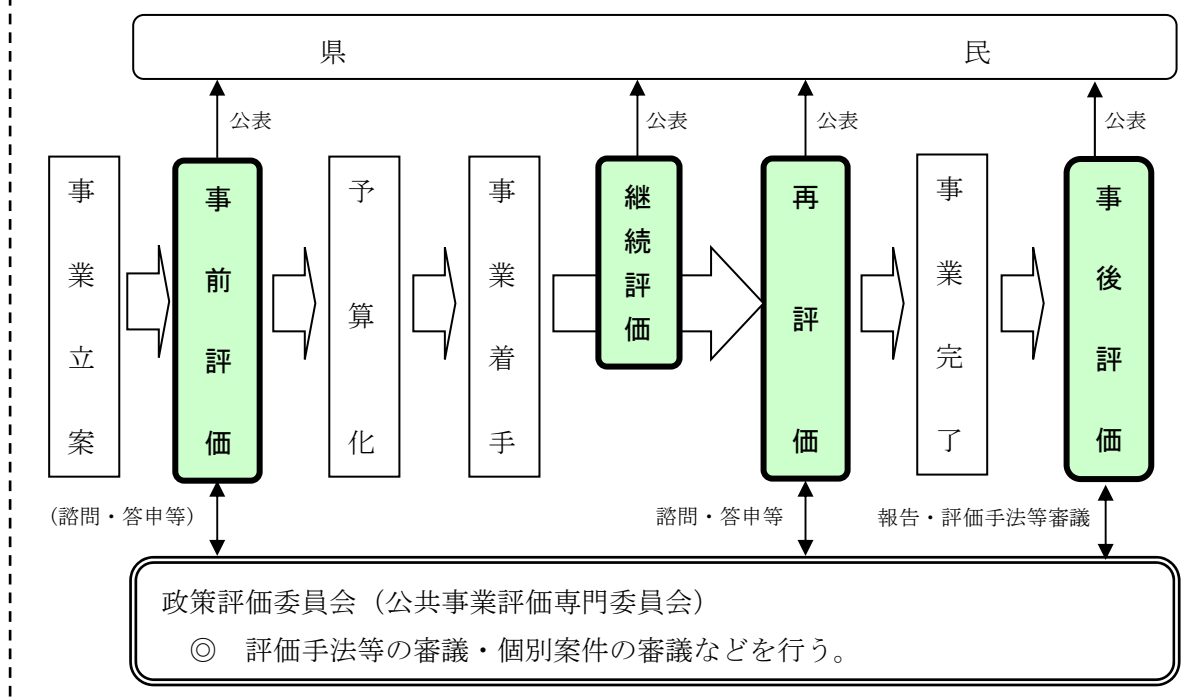 県民
公表
公表
公表
公表
事業立案
事前評価
予算化
事業着手
継続評価
再評価
事業完了
事後評価
(諮問・答申等)
諮問・答申等
報告・評価手法等審議
政策評価委員会（公共事業評価専門委員会）
◎　評価手法等の審議・個別案件の審議などを行う。